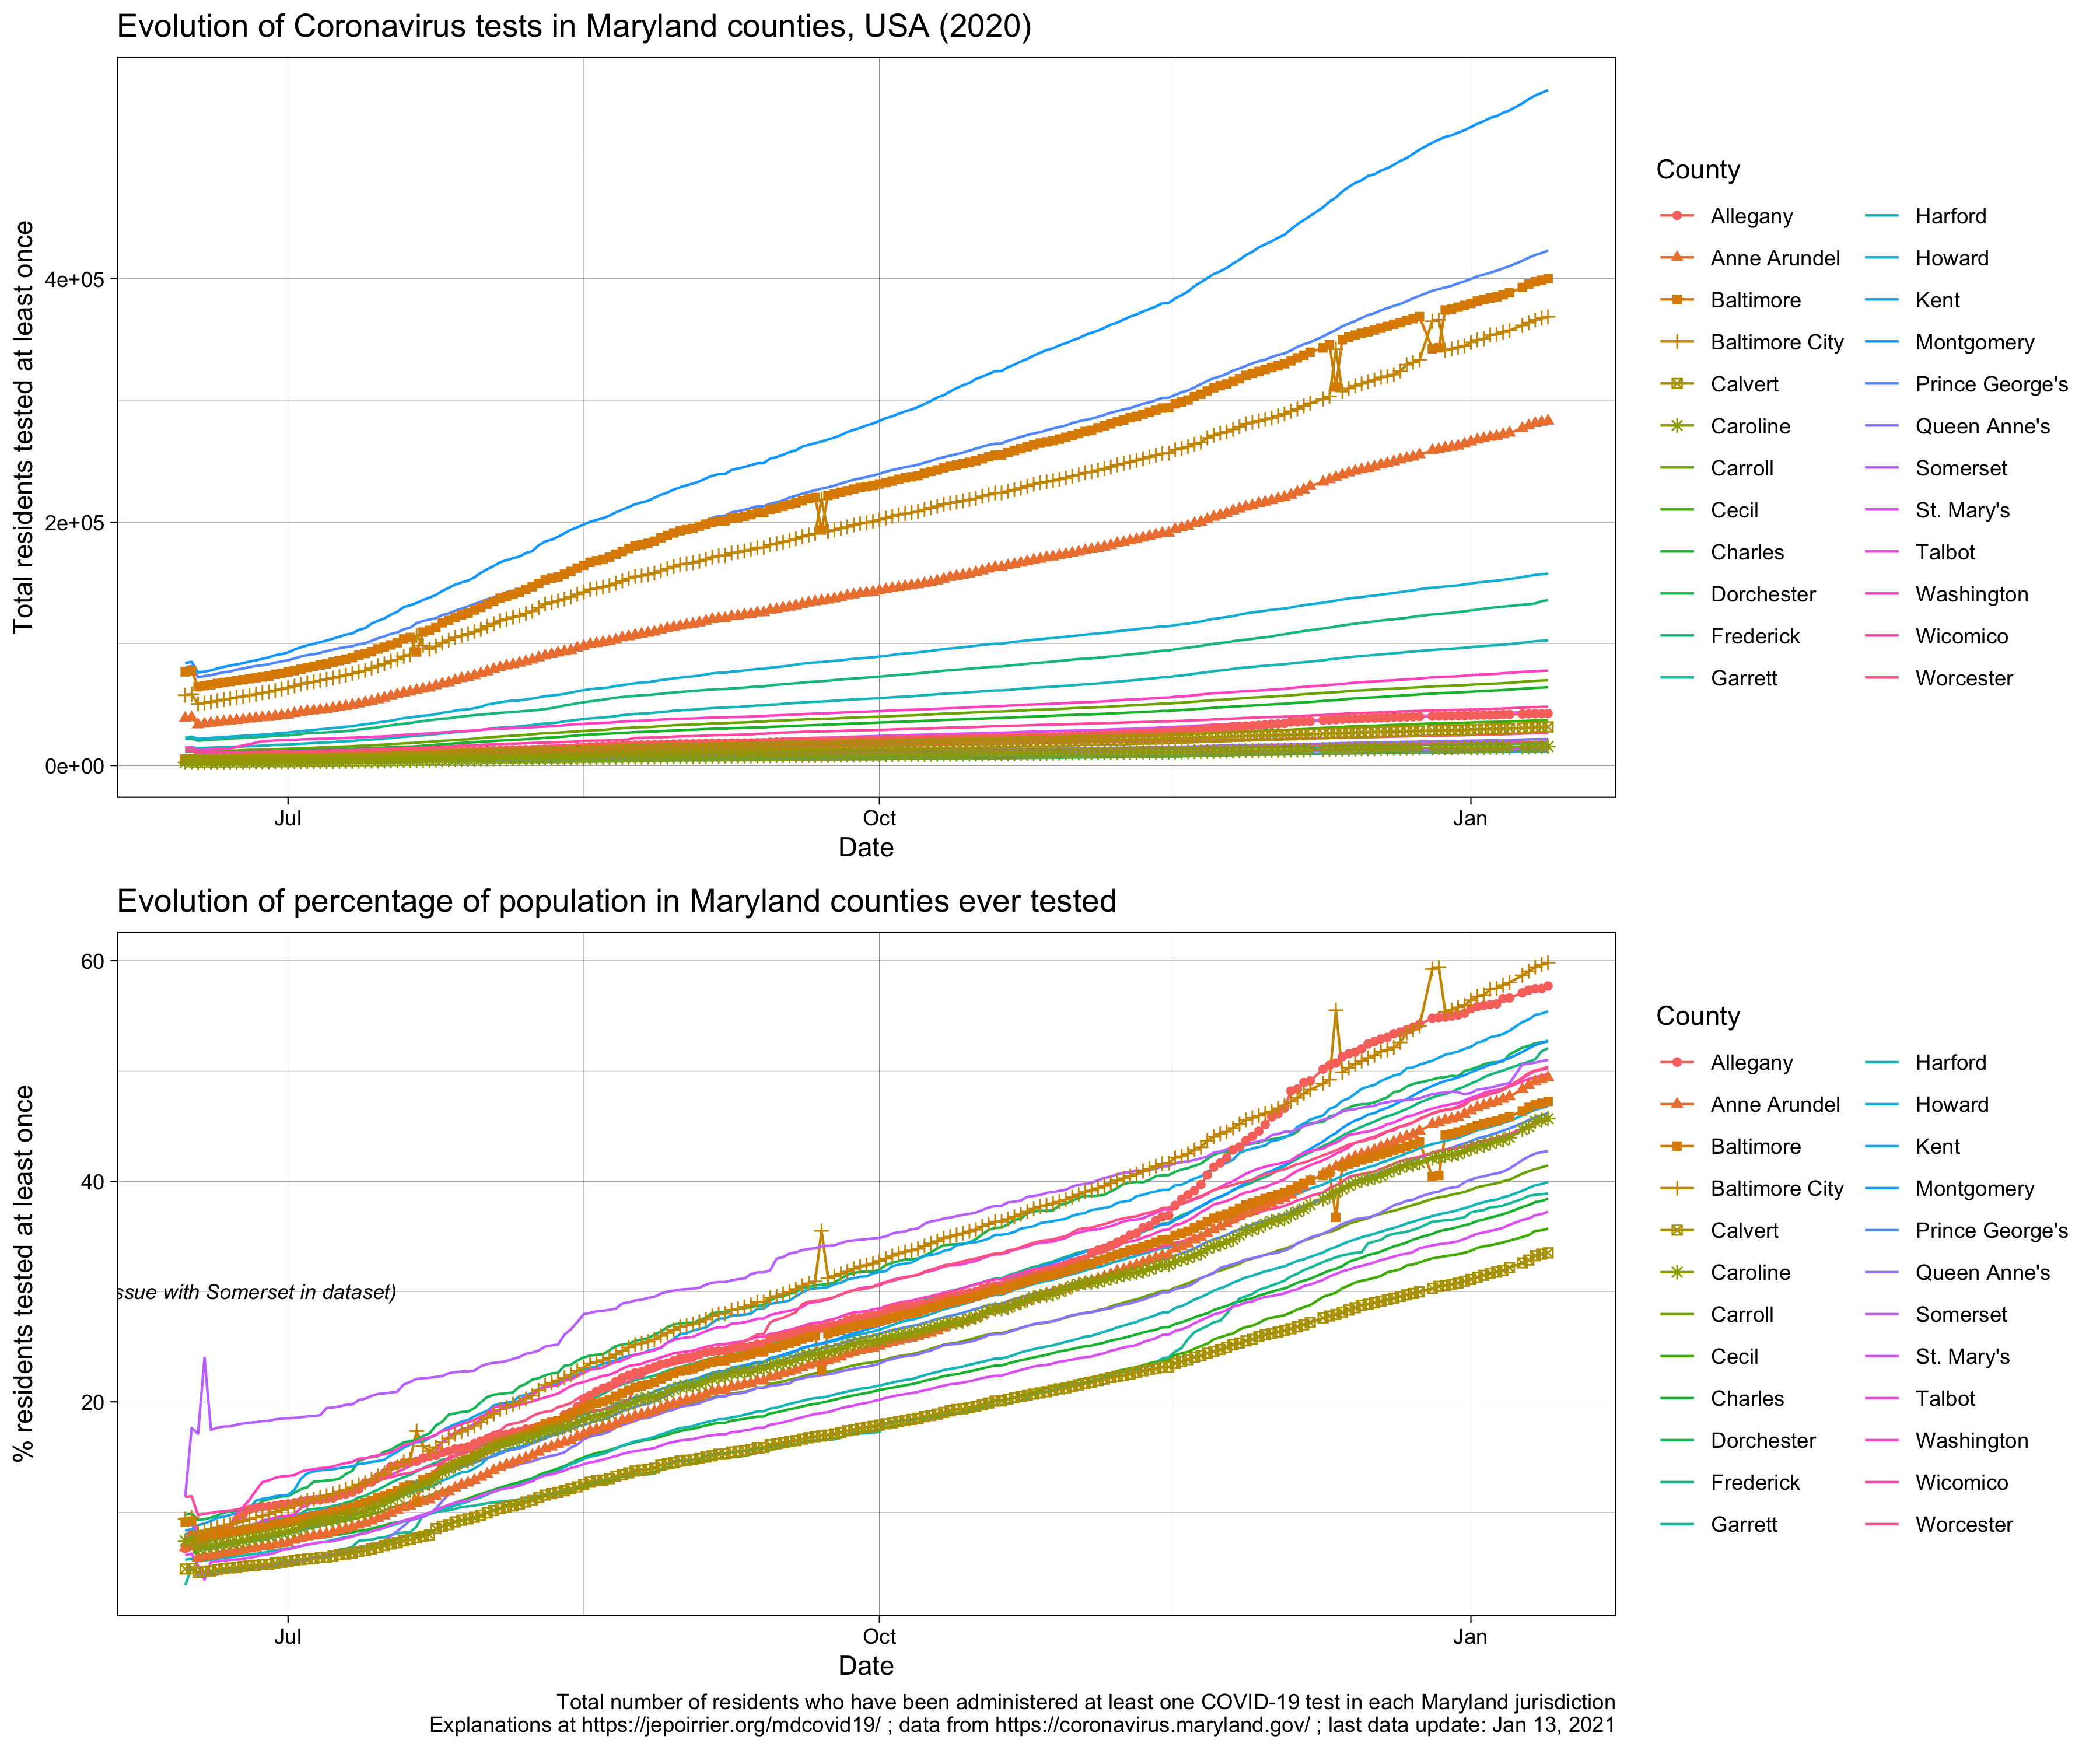 Evolution of Coronavirus tests in Maryland counties, USA (2020)
Total residents tested at least once
4e+05
2e+05
0e+00
Jul
Oct
Jan
Date
County
Allegany
Anne Arundel
Baltimore
Baltimore City
Calvert
Caroline
Carroll
Cecil
Charles
Dorchester
Frederick
Garrett
Harford
Howard
Kent
Montgomery
Prince George's
Queen Anne's
Somerset
St. Mary's
Talbot
Washington
Wicomico
Worcester
Evolution of percentage of population in Maryland counties ever tested
% residents tested at least once
60
40
20
ssue with Somerset in dataset)
Jul
Oct
Jan
Date
County
Allegany
Anne Arundel
Baltimore
Baltimore City
Calvert
Caroline
Carroll
Cecil
Charles
Dorchester
Frederick
Garrett
Harford
Howard
Kent
Montgomery
Prince George's
Queen Anne's
Somerset
St. Mary's
Talbot
Washington
Wicomico
Worcester
Total number of residents who have been administered at least one COVID-19 test in each Maryland jurisdiction
Explanations at https://jepoirrier.org/mdcovid19/ ; data from https://coronavirus.maryland.gov/ ; last data update: Jan 13, 2021